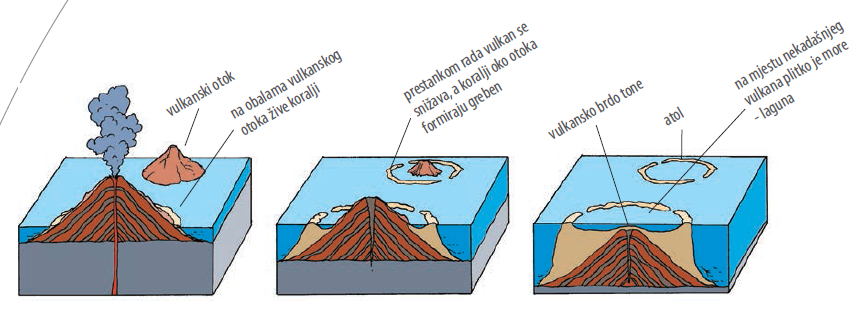 vulkanski otok
na obalama vulkanskog
otoka žive koralji
prestankom rada vulkan se
snižava, a koralji oko otoka
formiraju greben
vulkansko brdo tone
atol
na mjestu nekadašnjeg
vulkana plitko je more
- laguna